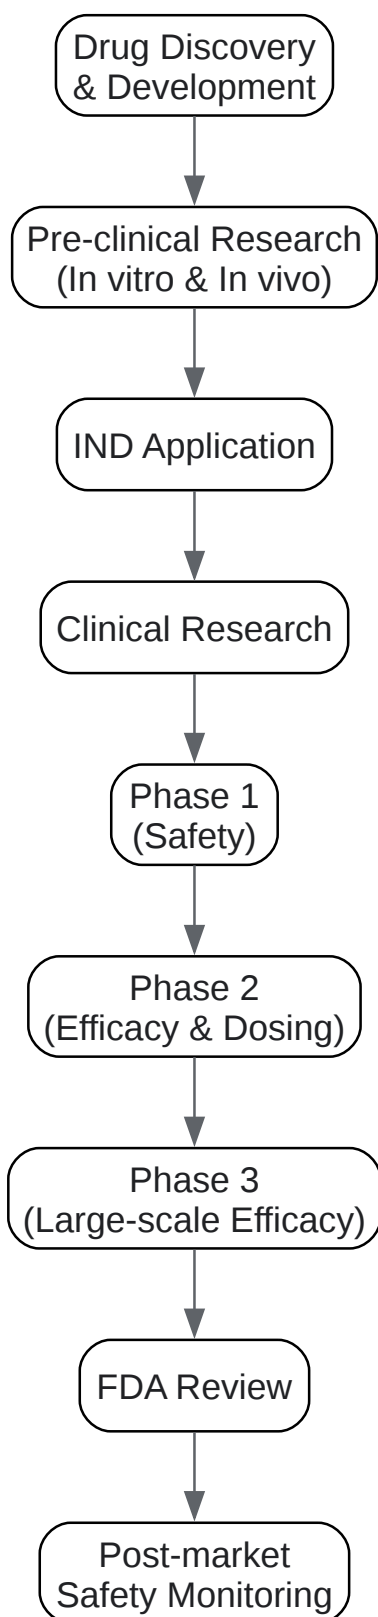 Drug Discovery
& Development
Pre-clinical Research
(In vitro & In vivo)
IND Application
Clinical Research
Phase 1
(Safety)
Phase 2
(Efficacy & Dosing)
Phase 3
(Large-scale Efficacy)
FDA Review
Post-market
Safety Monitoring